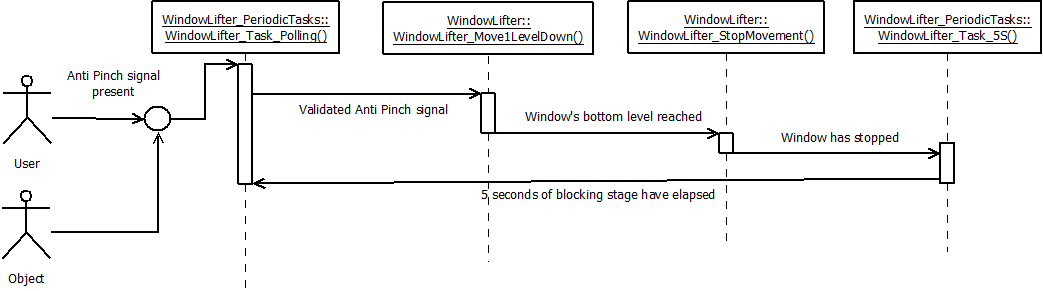 WindowLifter_PeriodicTasks::
WindowLifter_Task_Polling()
WindowLifter::
WindowLifter_Move1LevelDown()
WindowLifter::
WindowLifter_StopMovement()
WindowLifter_PeriodicTasks::
WindowLifter_Task_5S()
Anti Pinch signal
present
Validated Anti Pinch signal
Window's bottom level reached
Window has stopped
User
5 seconds of blocking stage have elapsed
Object